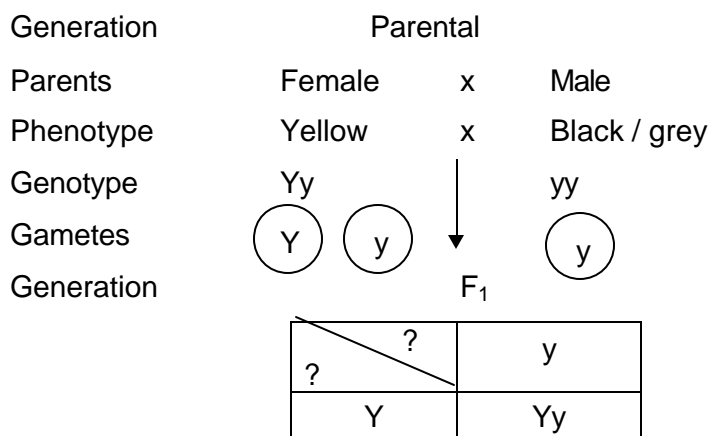 Generation Parental
Parents Female x Male
Phenotype Yellow x Black / grey
Genotype Yy yy
Gametes Y y y
Generation F₁
? y
?
Y Yy